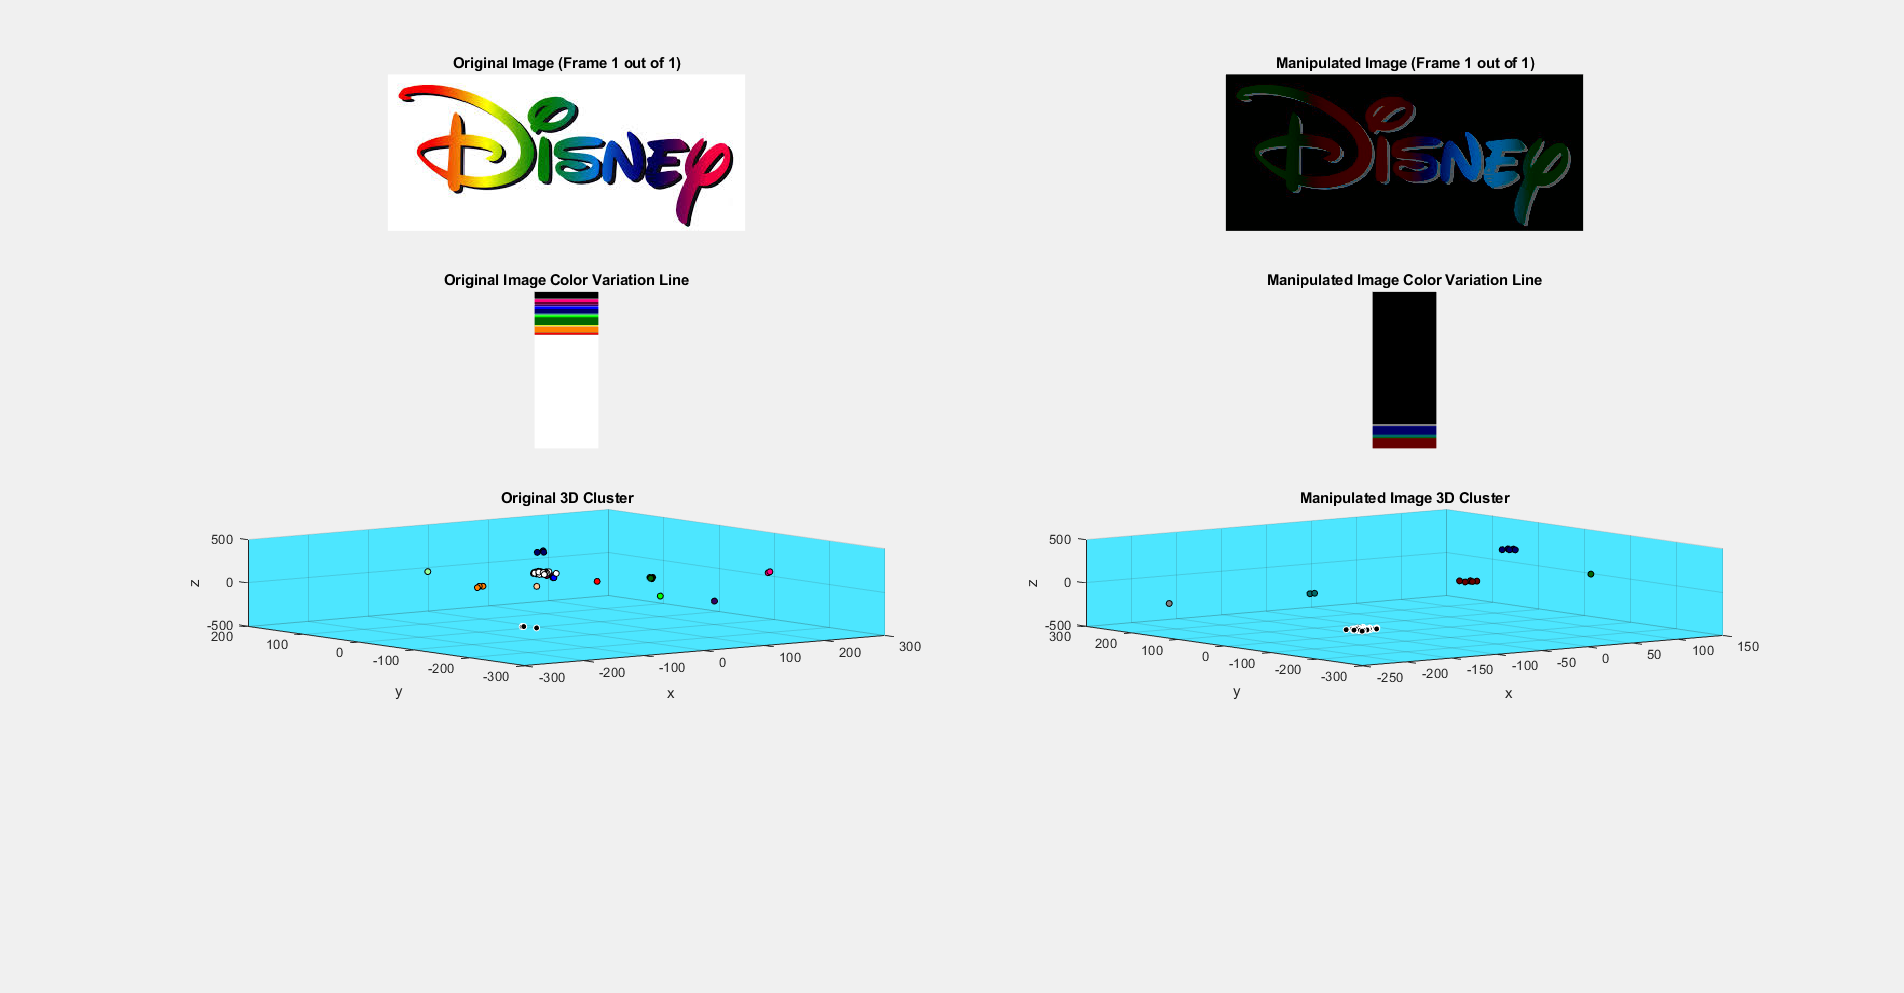 Original Image (Frame 1 out of 1)
DISNEY
Original Image Color Variation Line
Original 3D Cluster
500
0
-500
z
200
100
0
-100
-200
-300
y
-300
-200
-100
0
100
200
300
x
Manipulated Image (Frame 1 out of 1)
DISNEY
Manipulated Image Color Variation Line
Manipulated Image 3D Cluster
500
0
-500
z
300
200
100
0
-100
-200
-300
y
-250
-200
-150
-100
-50
0
50
100
150
x